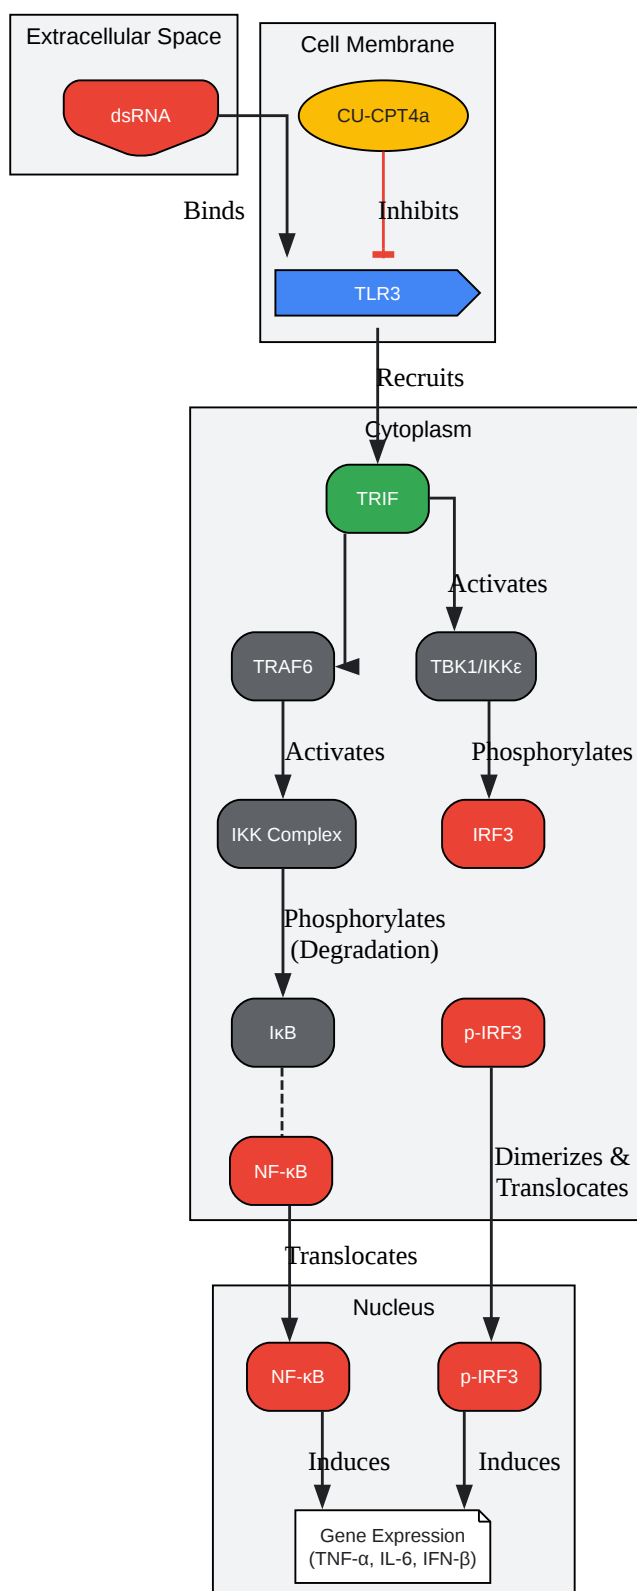 Extracellular Space
Cell Membrane
dsRNA
CU-CPT4a
Binds
Inhibits
TLR3
Recruits
Cytoplasm
TRIF
Activates
TRAF6
TBK1/IKKε
Activates
Phosphorylates
IKK Complex
IRF3
Phosphorylates
(Degradation)
IκB
p-IRF3
Dimerizes &
Translocates
NF-κB
Translocates
Nucleus
NF-κB
p-IRF3
Induces
Induces
Gene Expression
(TNF-α, IL-6, IFN-β)